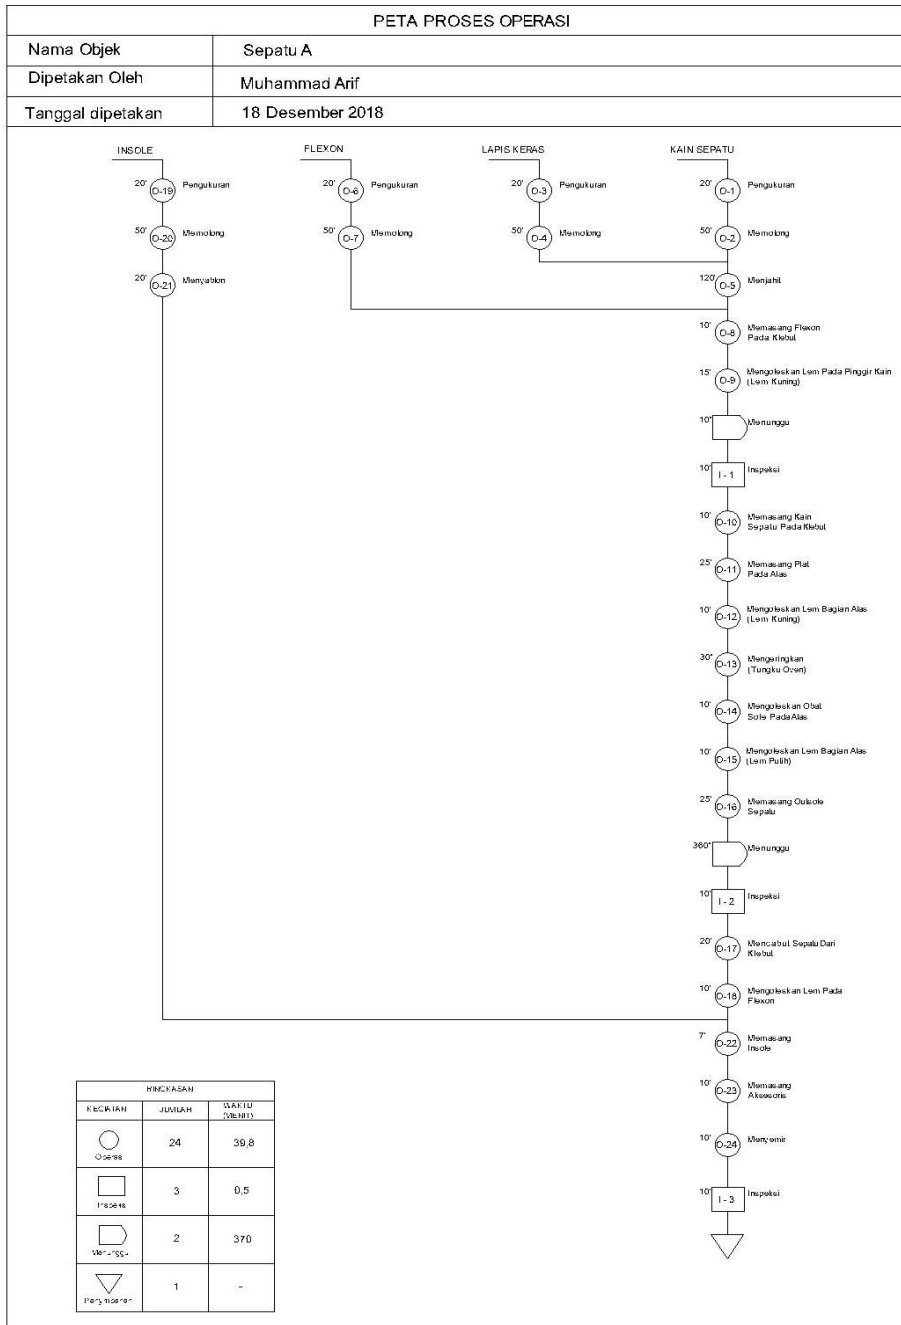 PETA PROSES OPERASI
Nama Objek
Sepatu A
Dipetakan Oleh
Muhammad Arif
Tanggal dipetakan
18 Desember 2018
INSOLE
FLEXON
LAPIS KERAS
KAIN SEPATU
20' O-19 Pengukuran
20' O-6 Pengukuran
20' O-3 Pengukuran
20' O-1 Pengukuran
50' O-20 Memotong
50' O-7 Memotong
50' O-4 Memotong
50' O-2 Memotong
20' O-21 Menyablon
120' O-5 Menjahit
10' O-8 Memasang Flexon
Pada Klebut
15' O-9 Mengoleskan Lem Pada Pinggir Kain
(Lem Kuning)
10' Menunggu
10' I - 1 Inspeksi
10' O-10 Memasang Kain
Sepatu Pada Klebut
25' O-11 Memasang Plat
Pada Alas
10' O-12 Mengoleskan Lem Bagian Alas
(Lem Kuning)
30' O-13 Mengeringkan
(Tungku Oven)
10' O-14 Mengoleskan Obat
Sole Pada Alas
10' O-15 Mengoleskan Lem Bagian Alas
(Lem Putih)
25' O-16 Memasang Outsole
Sepatu
360' Menunggu
10' I - 2 Inspeksi
20' O-17 Mencabut Sepatu Dari
Klebut
10' O-18 Mengoleskan Lem Pada
Flexon
7' O-22 Memasang
Insole
10' O-23 Memasang
Aksesoris
10' O-24 Menyemir
10' I - 3 Inspeksi
RINGKASAN
KEGIATAN
JUMLAH
WAKTU
(MENIT)
Operasi
24
39,8
Inspeksi
3
0,5
Menunggu
2
370
Penyimpanan
1
-